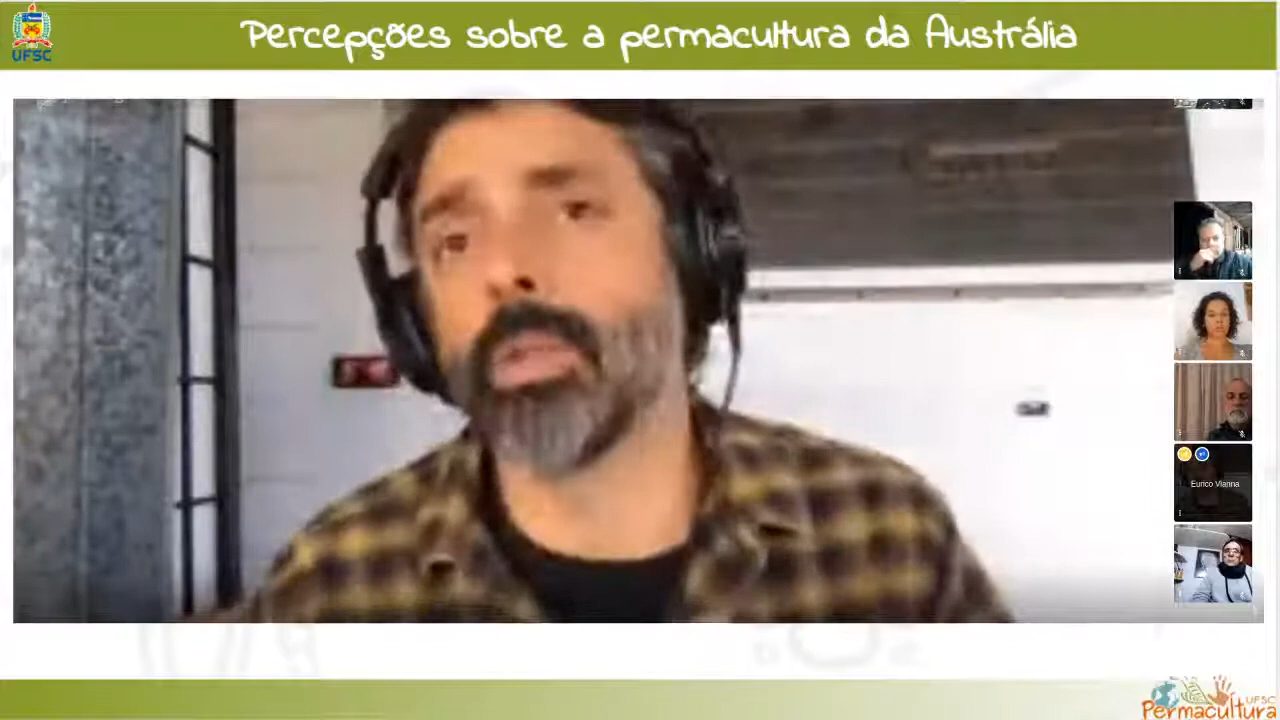 Percepções sobre a permacultura da Austrália
UFSC
Eurico Vianna
UFSC
Permacultura